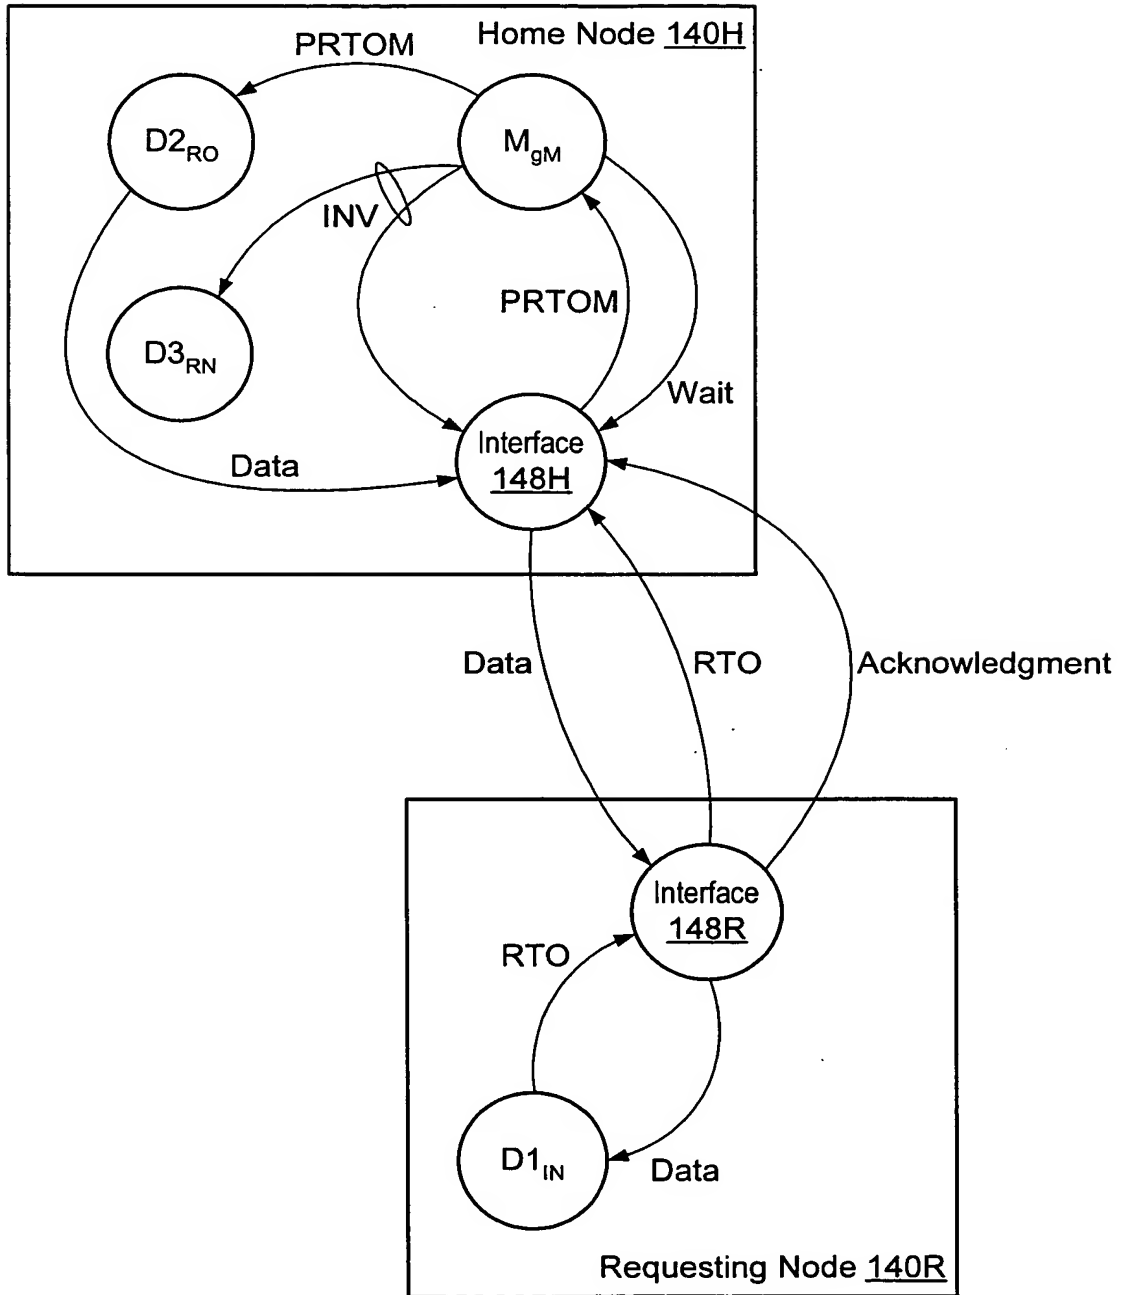 Home Node 140H
PRTOM
D2RO
MgM
INV
PRTOM
D3RN
Wait
Interface
148H
Data
Data
RTO
Acknowledgment
Interface
148R
RTO
D1IN
Data
Requesting Node 140R